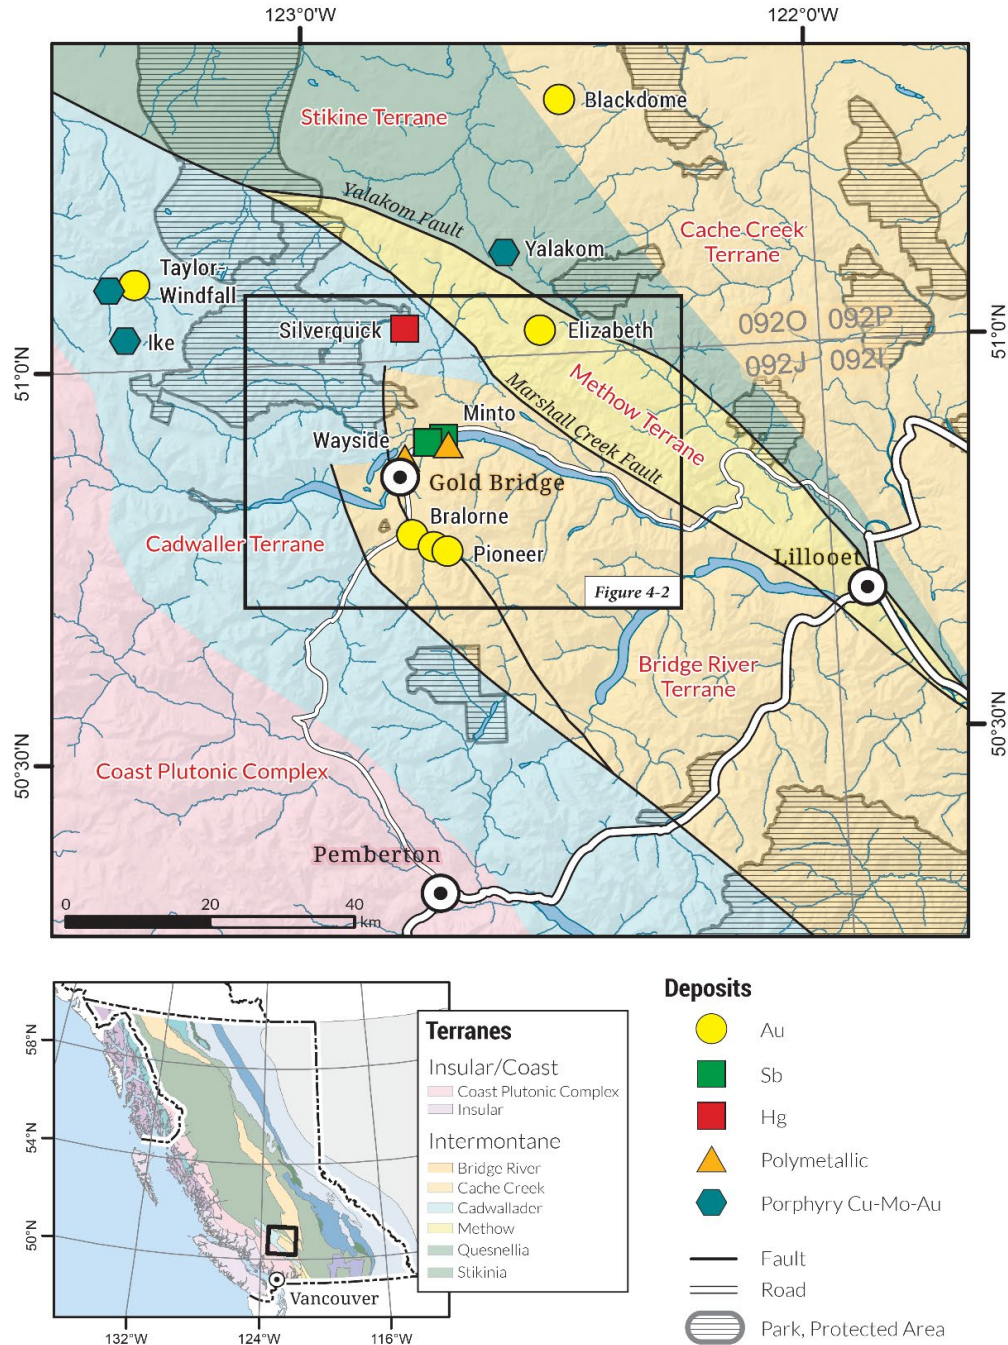 123°0'W
122°0'W
Blackdome
Stikine Terrane
Yalakom Fault
Cache Creek
Terrane
Yalakom
Taylor-
Windfall
Silverquick
Elizabeth
092O
092P
51°0'N
Ike
092J
092I
51°0'N
Methow Terrane
Marshall Creek Fault
Minto
Wayside
Gold Bridge
Bralorne
Cadwaller Terrane
Pioneer
Lillooet
Figure 4-2
Bridge River
Terrane
50°30'N
50°30'N
Coast Plutonic Complex
Pemberton
0
20
40
km
58°N
54°N
50°N
132°W
124°W
116°W
Vancouver
Terranes
Insular/Coast
Coast Plutonic Complex
Insular
Intermontane
Bridge River
Cache Creek
Cadwallader
Methow
Quesnellia
Stikinia
Deposits
Au
Sb
Hg
Polymetallic
Porphyry Cu-Mo-Au
Fault
Road
Park, Protected Area